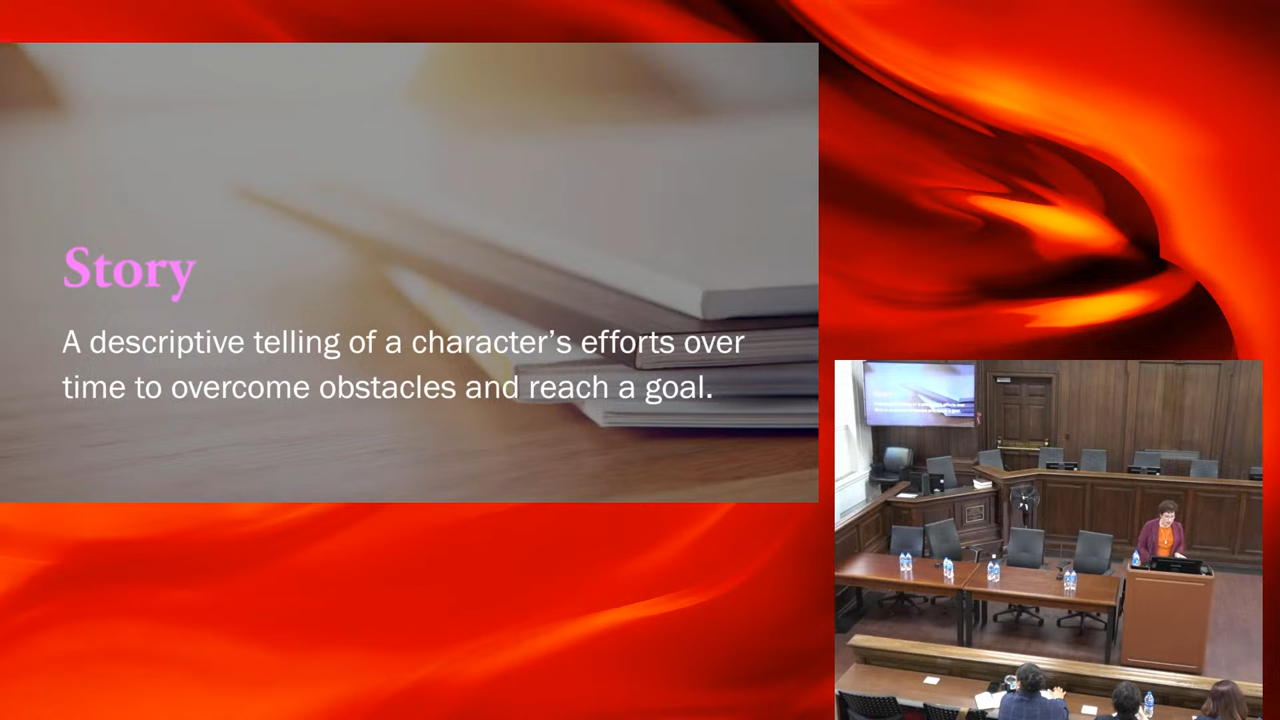 Story
A descriptive telling of a character's efforts over
time to overcome obstacles and reach a goal.